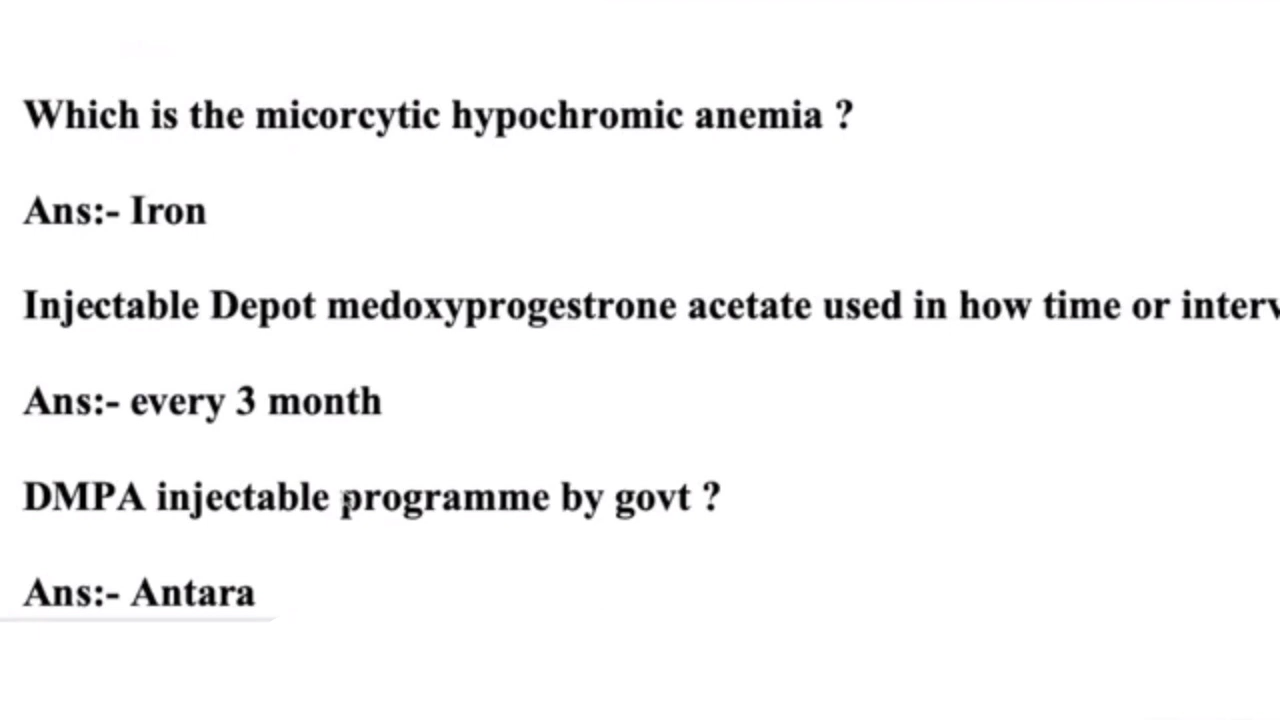 Which is the micorcytic hypochromic anemia ?
Ans:- Iron
Injectable Depot medoxyprogestrone acetate used in how time or interv
Ans:- every 3 month
DMPA injectable programme by govt ?
Ans:- Antara